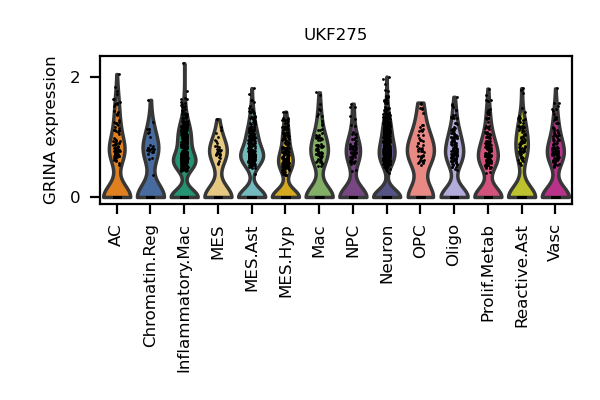 UKF275
GRINA expression
2
0
AC
Chromatin.Reg
Inflammatory.Mac
MES
MES.Ast
MES.Hyp
Mac
NPC
Neuron
OPC
Oligo
Prolif.Metab
Reactive.Ast
Vasc